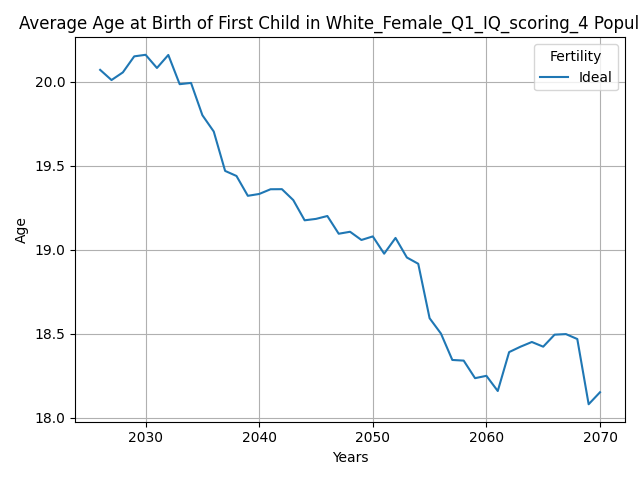 Average Age at Birth of First Child in White_Female_Q1_IQ_scoring_4 Popul
Fertility
Ideal
Age
20.0
19.5
19.0
18.5
18.0
2030 2040 2050 2060 2070
Years